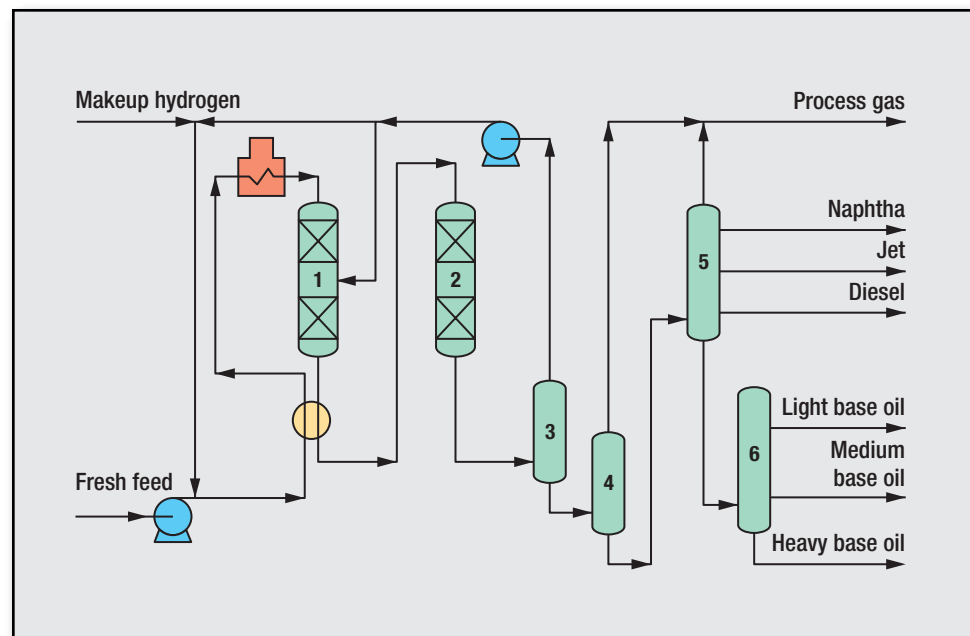 Makeup hydrogen
Process gas
Naphtha
Jet
Diesel
1
2
5
3
4
6
Light base oil
Medium
base oil
Heavy base oil
Fresh feed